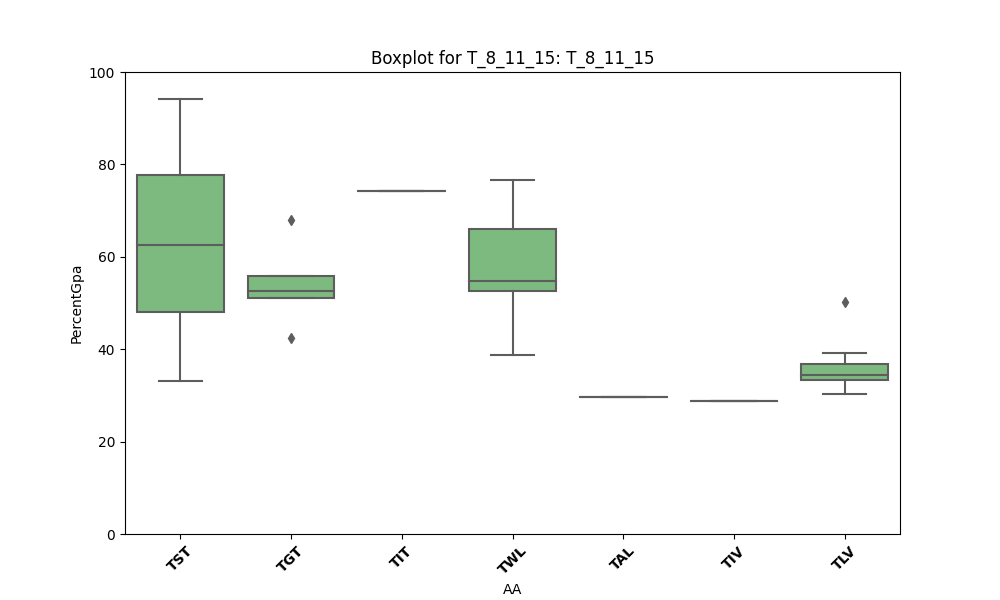 Boxplot for T_8_11_15: T_8_11_15
100
80
60
40
20
0
PercentGpa
TST
TGT
TIT
TWL
TAL
TIV
TLV
AA